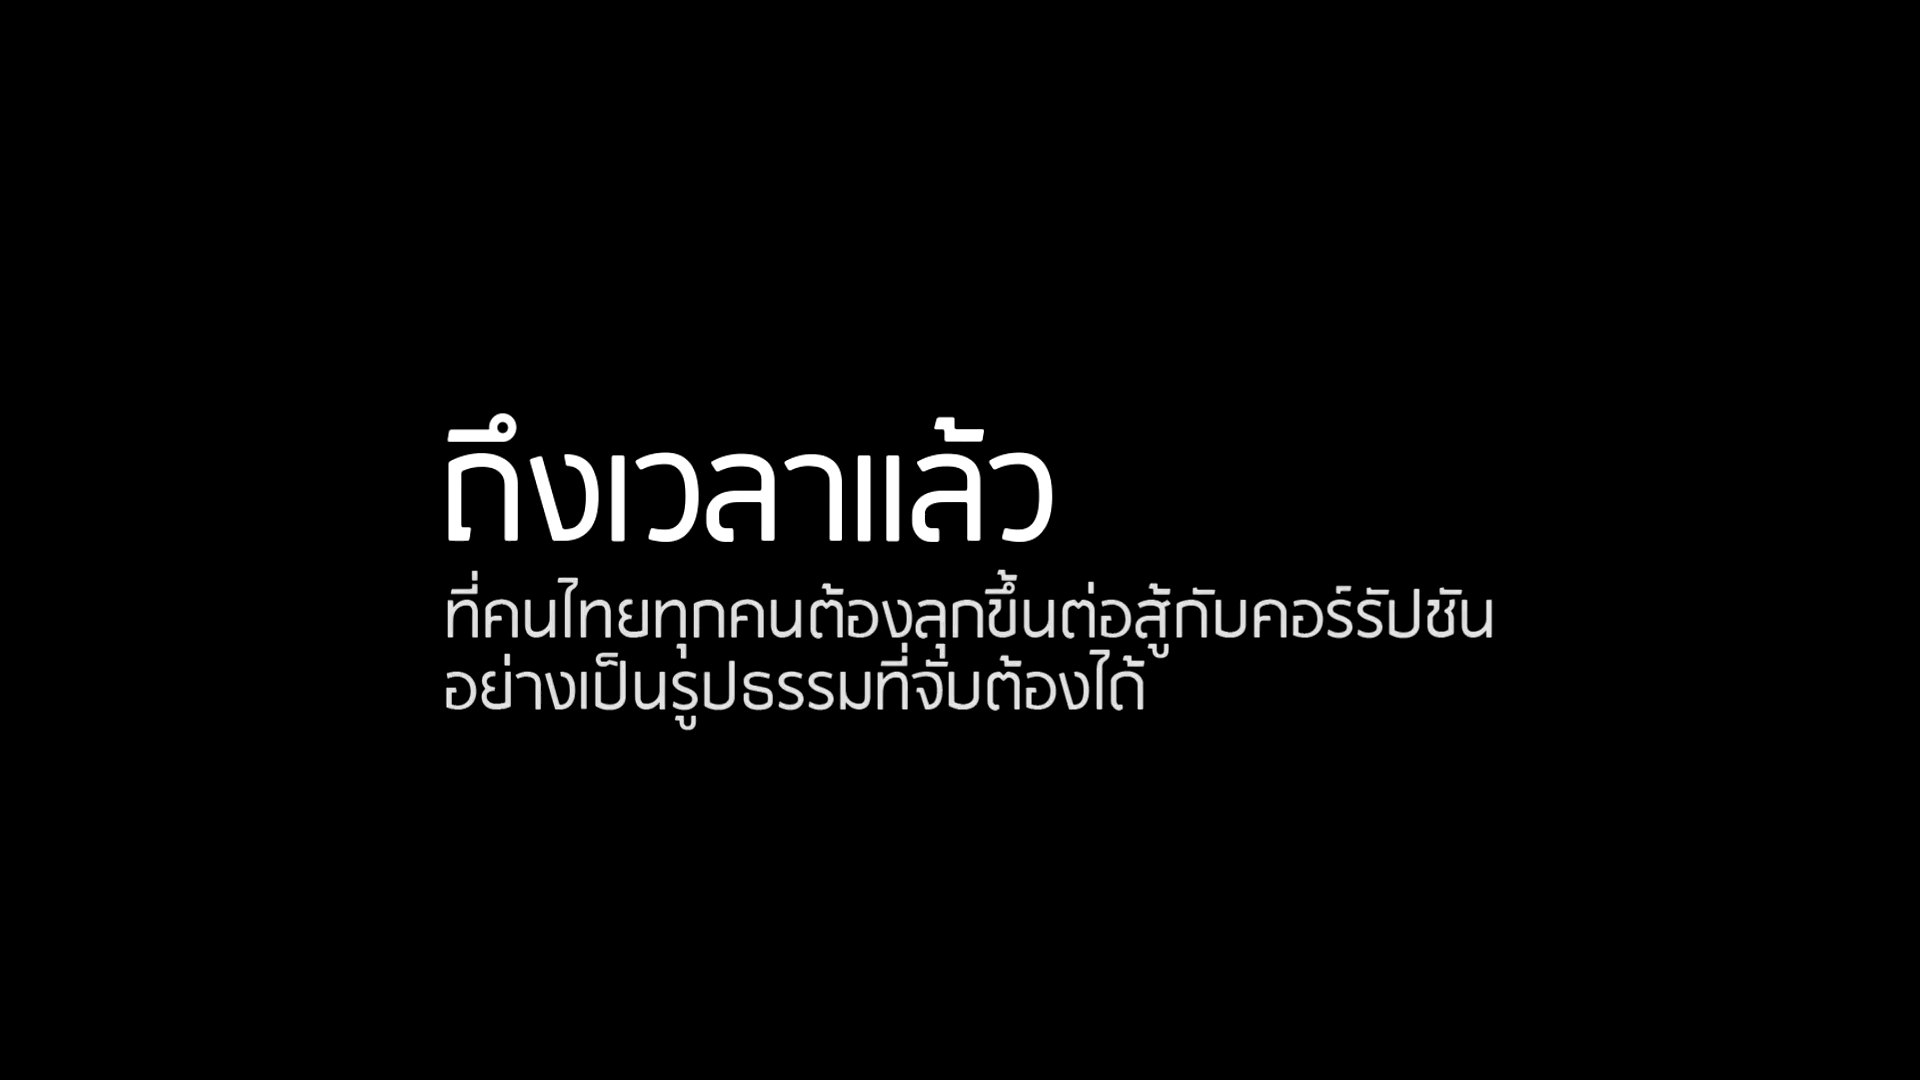 ถึงเวลาแล้ว
ที่คนไทยทุกคนต้องลุกขึ้นต่อสู้กับคอร์รัปชัน
อย่างเป็นรูปธรรมที่จับต้องได้